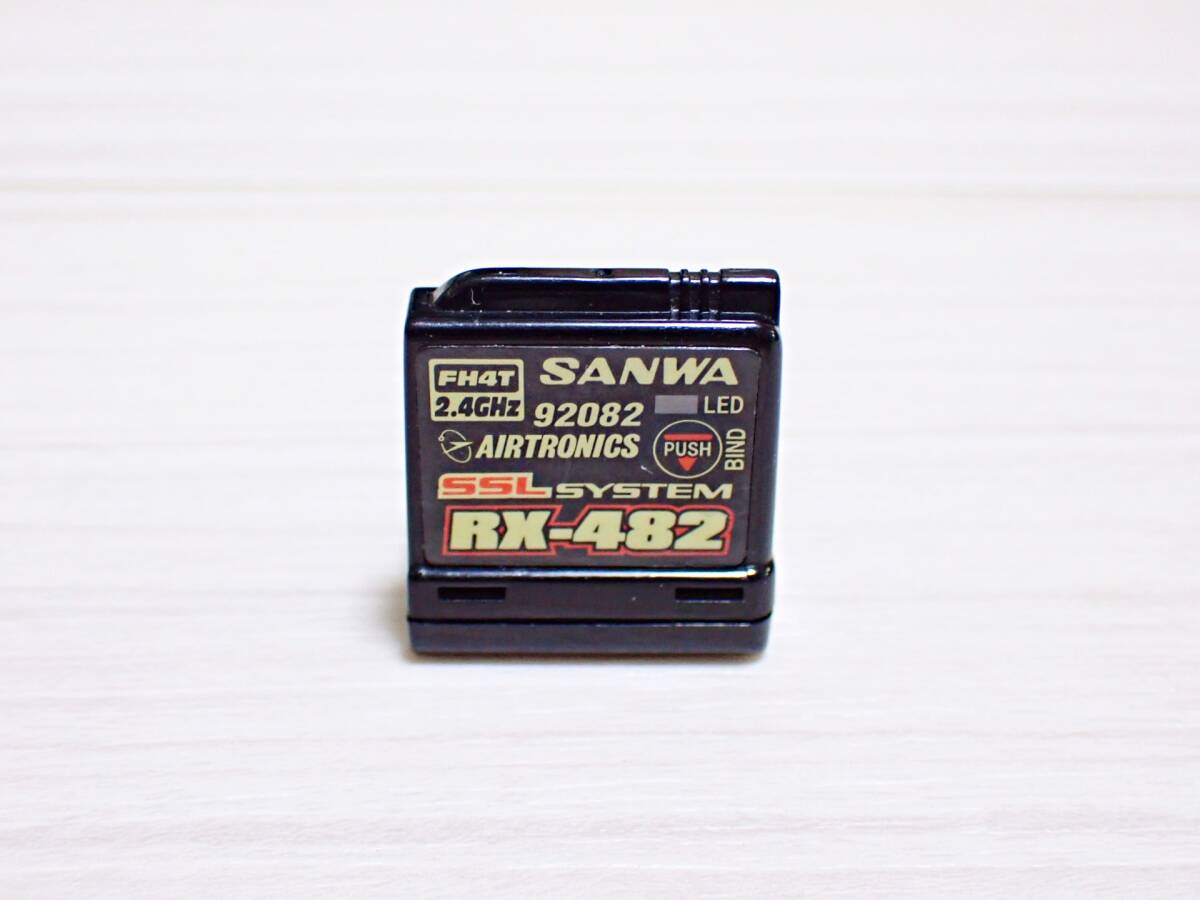 FH4T
2.4GHz
SANWA
92082
LED
AIRTRONICS
PUSH
BIND
SSL SYSTEM
RX-482